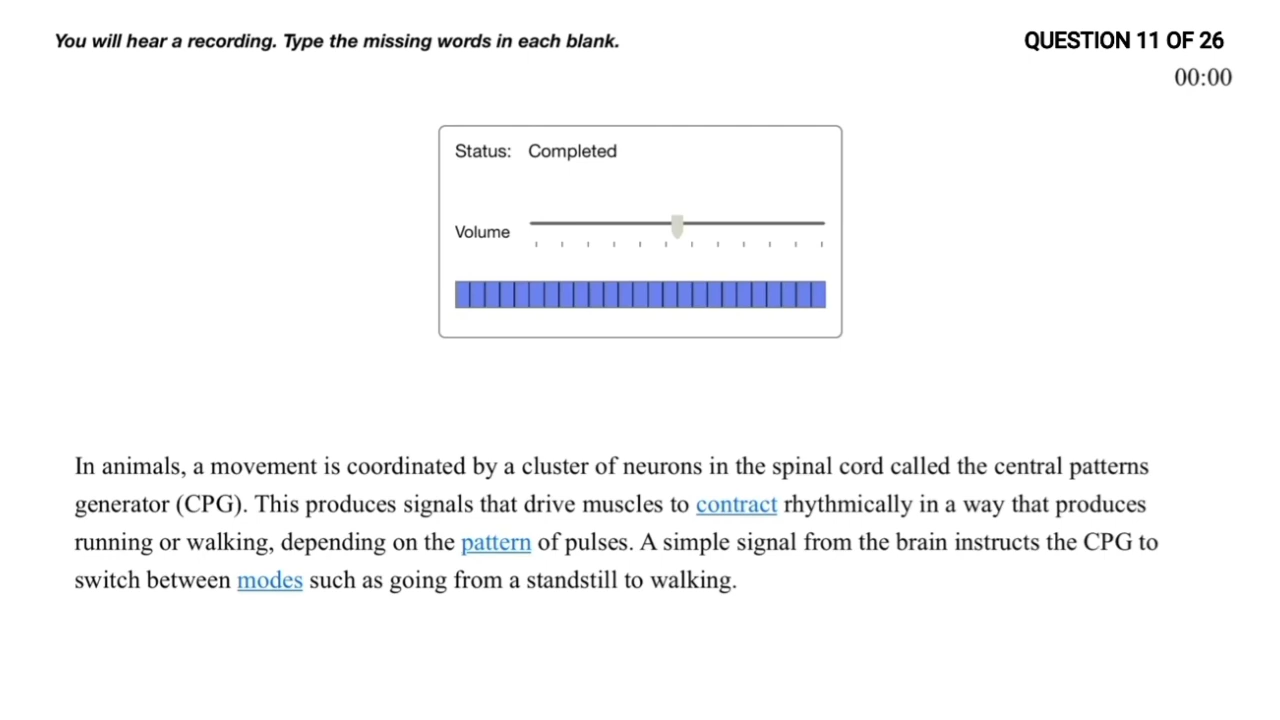 You will hear a recording. Type the missing words in each blank.
QUESTION 11 OF 26
00:00
Status: Completed
Volume
In animals, a movement is coordinated by a cluster of neurons in the spinal cord called the central patterns
generator (CPG). This produces signals that drive muscles to contract rhythmically in a way that produces
running or walking, depending on the pattern of pulses. A simple signal from the brain instructs the CPG to
switch between modes such as going from a standstill to walking.